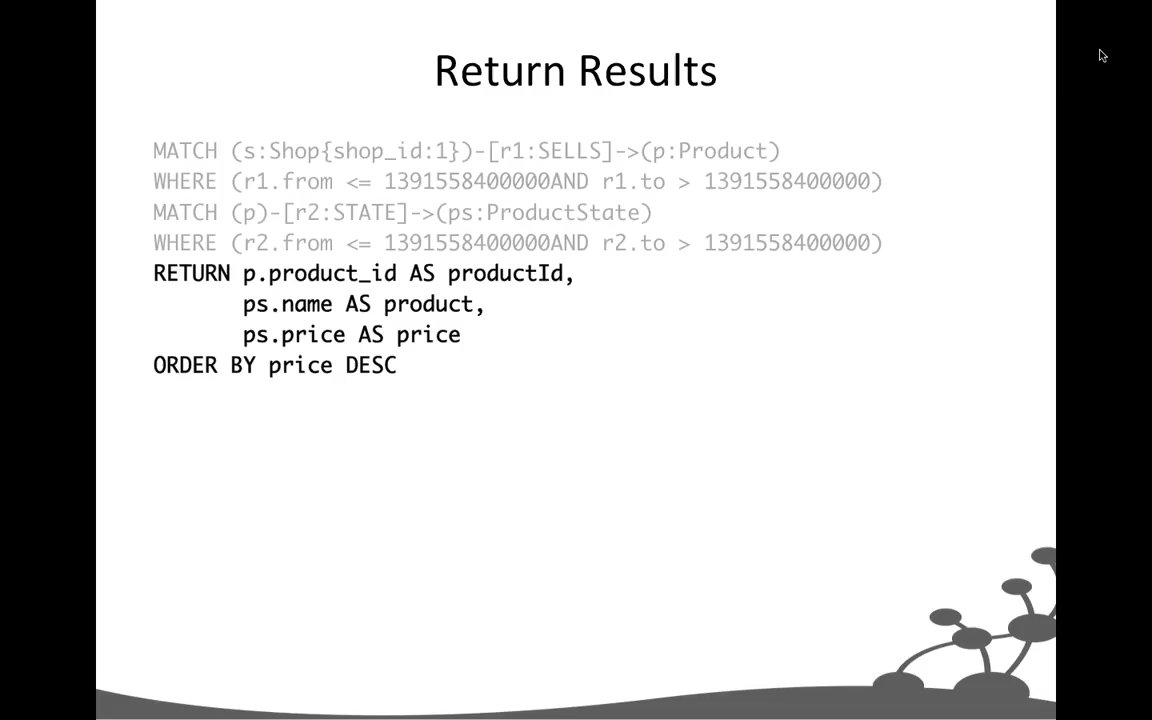 Return Results
MATCH (s:Shop{shop_id:1})-[r1:SELLS]->(p:Product)
WHERE (r1.from <= 1391558400000AND r1.to > 1391558400000)
MATCH (p)-[r2:STATE]->(ps:ProductState)
WHERE (r2.from <= 1391558400000AND r2.to > 1391558400000)
RETURN p.product_id AS productId,
ps.name AS product,
ps.price AS price
ORDER BY price DESC